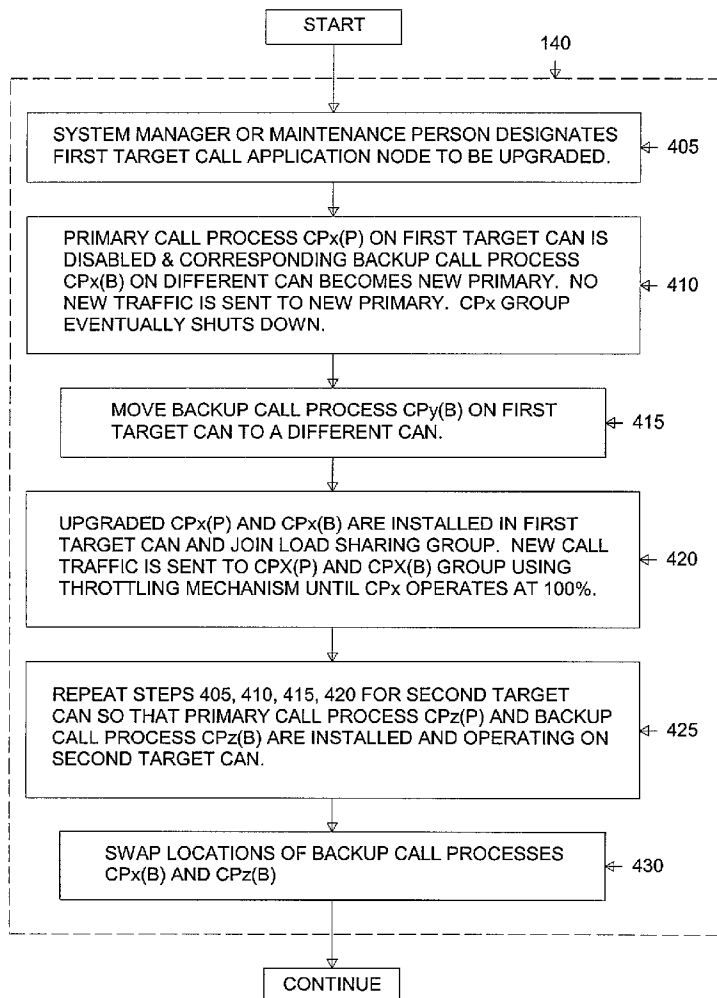 START
140
SYSTEM MANAGER OR MAINTENANCE PERSON DESIGNATES
FIRST TARGET CALL APPLICATION NODE TO BE UPGRADED.
405
PRIMARY CALL PROCESS CPx(P) ON FIRST TARGET CAN IS
DISABLED & CORRESPONDING BACKUP CALL PROCESS
CPx(B) ON DIFFERENT CAN BECOMES NEW PRIMARY. NO
NEW TRAFFIC IS SENT TO NEW PRIMARY. CPx GROUP
EVENTUALLY SHUTS DOWN.
410
MOVE BACKUP CALL PROCESS CPy(B) ON FIRST
TARGET CAN TO A DIFFERENT CAN.
415
UPGRADED CPx(P) AND CPx(B) ARE INSTALLED IN FIRST
TARGET CAN AND JOIN LOAD SHARING GROUP. NEW CALL
TRAFFIC IS SENT TO CPX(P) AND CPX(B) GROUP USING
THROTTLING MECHANISM UNTIL CPx OPERATES AT 100%.
420
REPEAT STEPS 405, 410, 415, 420 FOR SECOND TARGET
CAN SO THAT PRIMARY CALL PROCESS CPz(P) AND BACKUP
CALL PROCESS CPz(B) ARE INSTALLED AND OPERATING ON
SECOND TARGET CAN.
425
SWAP LOCATIONS OF BACKUP CALL PROCESSES
CPx(B) AND CPz(B)
430
CONTINUE